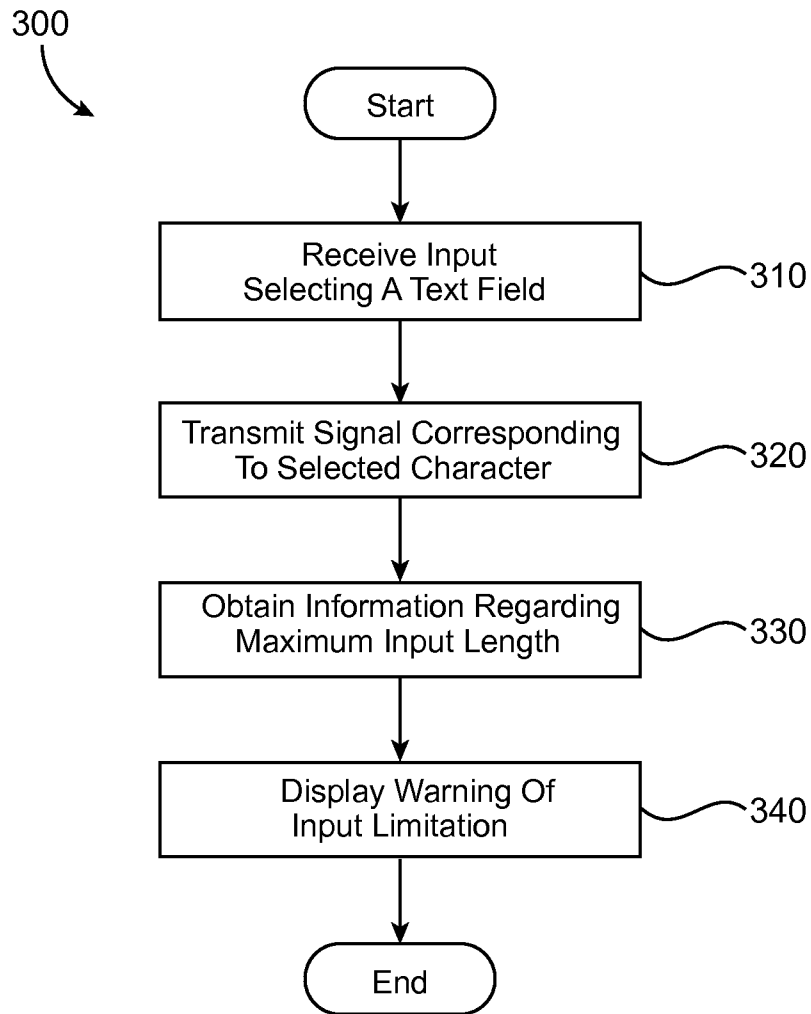 300
Start
Receive Input
Selecting A Text Field
310
Transmit Signal Corresponding
To Selected Character
320
Obtain Information Regarding
Maximum Input Length
330
Display Warning Of
Input Limitation
340
End